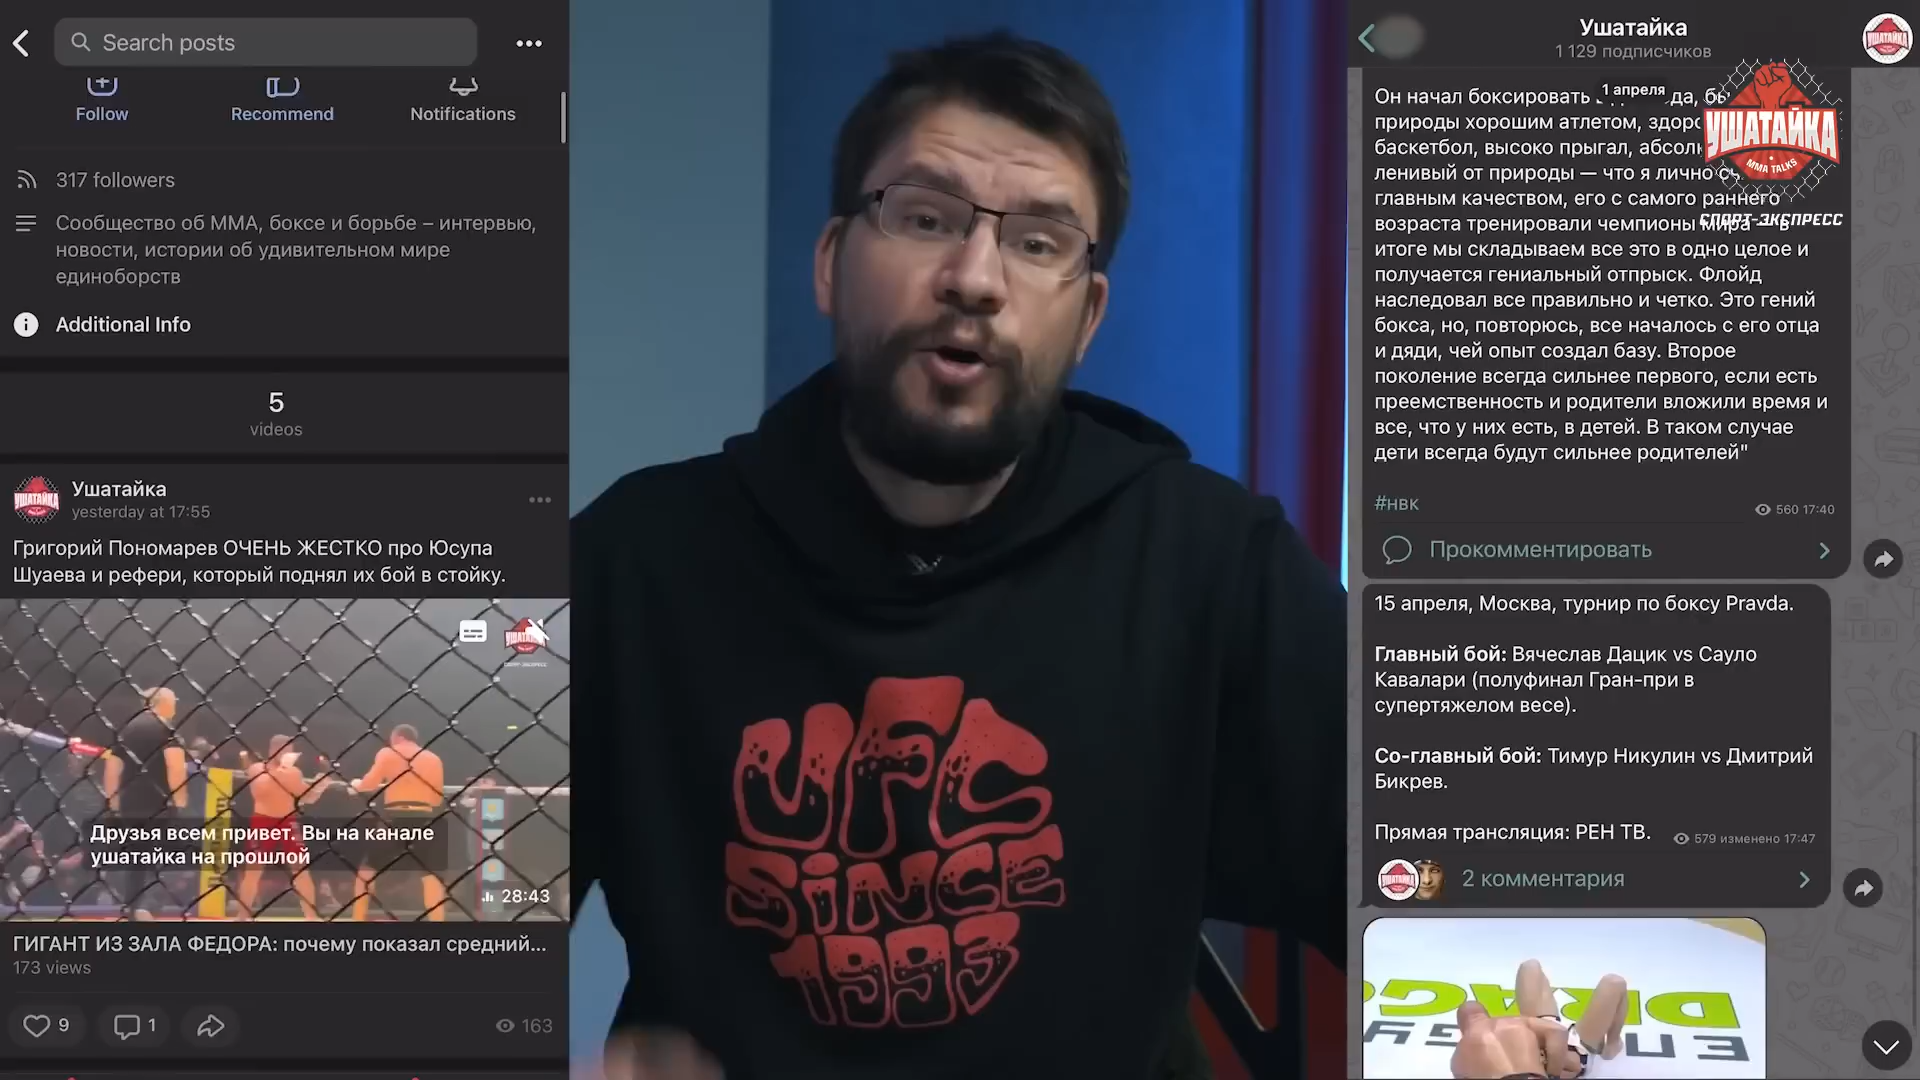 Search posts
Follow
Recommend
Notifications
317 followers
Сообщество об ММА, боксе и борьбе – интервью,
новости, истории об удивительном мире
единоборств
Additional Info
5
videos
УШАТАЙКА
Ушатайка
yesterday at 17:55
Григорий Пономарев ОЧЕНЬ ЖЕСТКО про Юсупа
Шуаева и рефери, который поднял их бой в стойку.
Друзья всем привет. Вы на канале
ушатайка на прошлой
28:43
ГИГАНТ ИЗ ЗАЛА ФЕДОРА: почему показал средний...
173 views
9
1
163
UFC
SINCE
1993
Ушатайка
1 129 подписчиков
1 апреля
УШАТАЙКА
MMA TALKS
СПОРТ-ЭКСПРЕСС
Он начал боксировать
природы хорошим атлетом,
баскетбол, высоко прыгал,
ленивый от природы — что я лично
главным качеством, его с самого раннего
возраста тренировали чемпионы мира — в
итоге мы складываем все это в одно целое и
получается гениальный отпрыск. Флойд
наследовал все правильно и четко. Это гений
бокса, но, повторюсь, все началось с его отца
и дяди, чей опыт создал базу. Второе
поколение всегда сильнее первого, если есть
преемственность и родители вложили время и
все, что у них есть, в детей. В таком случае
дети всегда будут сильнее родителей"
#нвк
560 17:40
Прокомментировать
15 апреля, Москва, турнир по боксу Pravda.
Главный бой: Вячеслав Дацик vs Сауло
Кавалари (полуфинал Гран-при в
супертяжелом весе).
Со-главный бой: Тимур Никулин vs Дмитрий
Бикрев.
Прямая трансляция: РЕН ТВ.
579 изменено 17:47
2 комментария